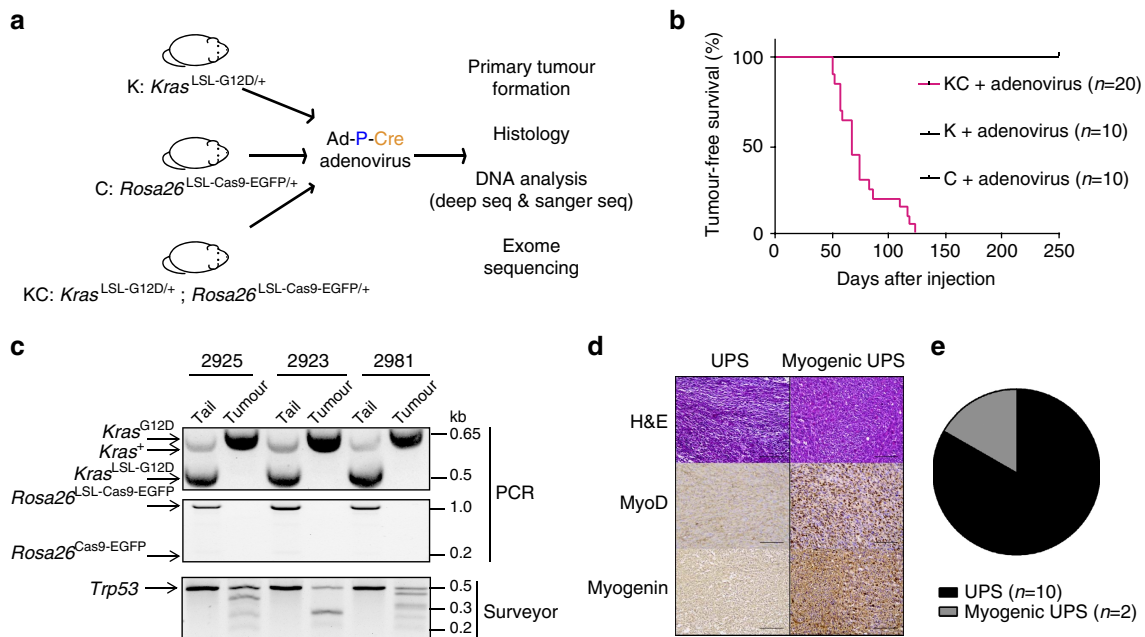 a
K: Kras LSL-G12D/+
C: Rosa26 LSL-Cas9-EGFP/+
KC: Kras LSL-G12D/+ ; Rosa26 LSL-Cas9-EGFP/+
Ad-P-Cre
adenovirus
Primary tumour
formation
Histology
DNA analysis
(deep seq & sanger seq)
Exome
sequencing
b
Tumour-free survival (%)
100
50
0
0 50 100 150 200 250
Days after injection
KC + adenovirus (n=20)
K + adenovirus (n=10)
C + adenovirus (n=10)
c
2925 2923 2981
Tail Tumour Tail Tumour Tail Tumour
kb
Kras G12D
Kras +
Kras LSL-G12D
Rosa26 LSL-Cas9-EGFP
Rosa26 Cas9-EGFP
Trp53
0.65
0.5
1.0
0.2
0.5
0.3
0.2
PCR
Surveyor
d
UPS Myogenic UPS
H&E
MyoD
Myogenin
e
UPS (n=10)
Myogenic UPS (n=2)